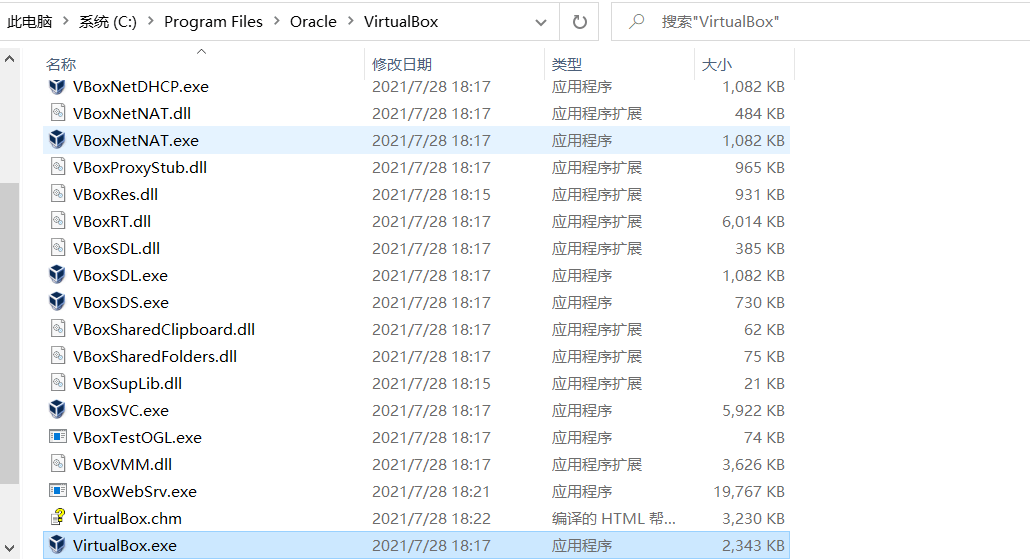 此电脑 > 系统 (C:) > Program Files > Oracle > VirtualBox 搜索"VirtualBox"
名称 修改日期 类型 大小
VBoxNetDHCP.exe 2021/7/28 18:17 应用程序 1,082 KB
VBoxNetNAT.dll 2021/7/28 18:17 应用程序扩展 484 KB
VBoxNetNAT.exe 2021/7/28 18:17 应用程序 1,082 KB
VBoxProxyStub.dll 2021/7/28 18:17 应用程序扩展 965 KB
VBoxRes.dll 2021/7/28 18:15 应用程序扩展 931 KB
VBoxRT.dll 2021/7/28 18:17 应用程序扩展 6,014 KB
VBoxSDL.dll 2021/7/28 18:17 应用程序扩展 385 KB
VBoxSDL.exe 2021/7/28 18:17 应用程序 1,082 KB
VBoxSDS.exe 2021/7/28 18:17 应用程序 730 KB
VBoxSharedClipboard.dll 2021/7/28 18:17 应用程序扩展 62 KB
VBoxSharedFolders.dll 2021/7/28 18:17 应用程序扩展 75 KB
VBoxSupLib.dll 2021/7/28 18:15 应用程序扩展 21 KB
VBoxSVC.exe 2021/7/28 18:17 应用程序 5,922 KB
VBoxTestOGL.exe 2021/7/28 18:17 应用程序 74 KB
VBoxVMM.dll 2021/7/28 18:17 应用程序扩展 3,626 KB
VBoxWebSrv.exe 2021/7/28 18:21 应用程序 19,767 KB
VirtualBox.chm 2021/7/28 18:22 编译的 HTML 帮... 3,230 KB
VirtualBox.exe 2021/7/28 18:17 应用程序 2,343 KB